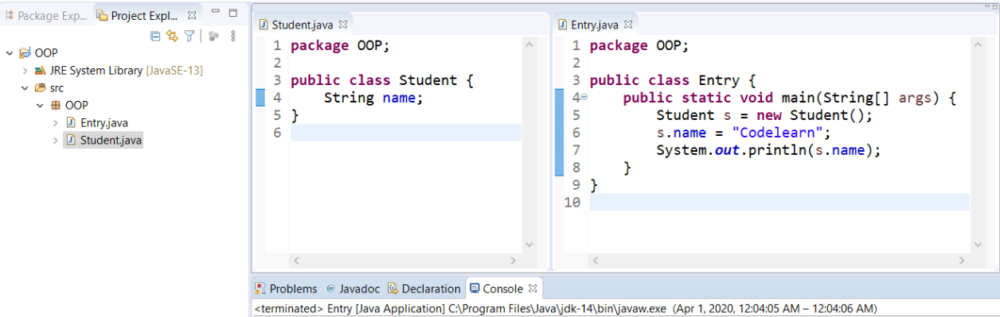 Package Exp... Project Expl...
OOP
JRE System Library [JavaSE-13]
src
OOP
Entry.java
Student.java
Student.java
1 package OOP;
2
3 public class Student {
4     String name;
5 }
6
Entry.java
1 package OOP;
2
3 public class Entry {
4     public static void main(String[] args) {
5         Student s = new Student();
6         s.name = "Codelearn";
7         System.out.println(s.name);
8     }
9 }
10
Problems @ Javadoc Declaration Console
<terminated> Entry [Java Application] C:\Program Files\Java\jdk-14\bin\javaw.exe (Apr 1, 2020, 12:04:05 AM – 12:04:06 AM)